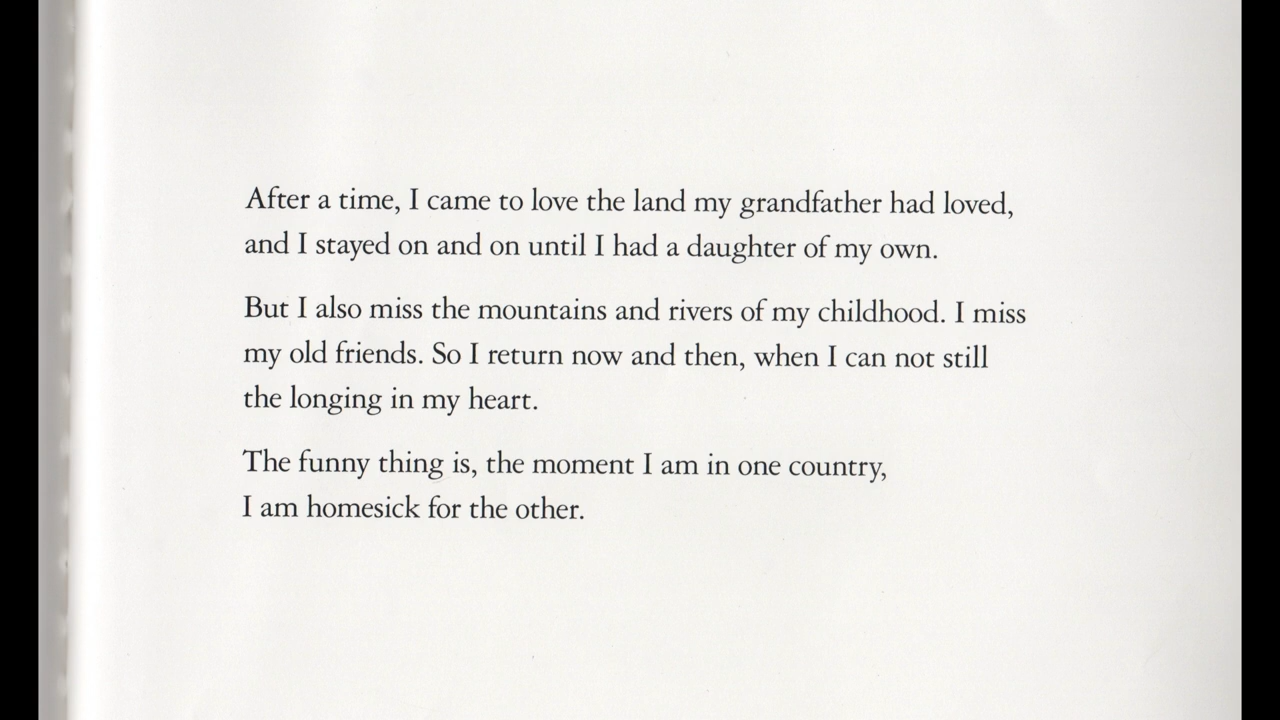 After a time, I came to love the land my grandfather had loved,
and I stayed on and on until I had a daughter of my own.
But I also miss the mountains and rivers of my childhood. I miss
my old friends. So I return now and then, when I can not still
the longing in my heart.
The funny thing is, the moment I am in one country,
I am homesick for the other.